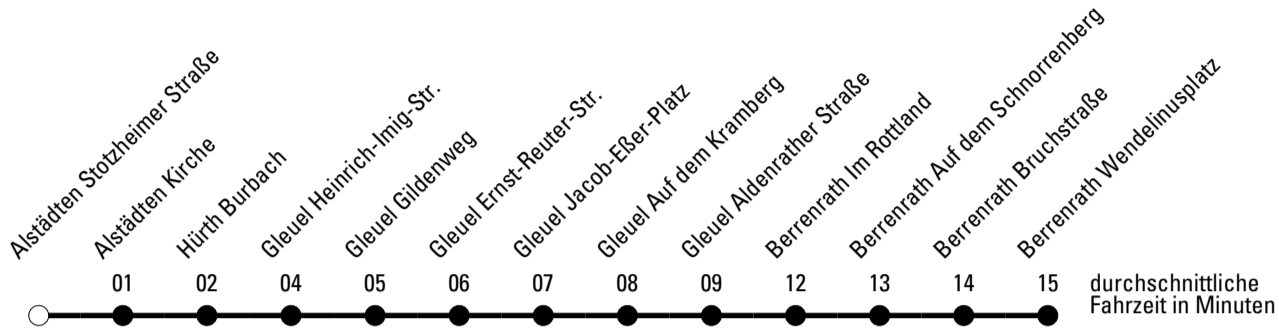 Alstädten Stotzheimer Straße
Alstädten Kirche
Hürth Burbach
Gleuel Heinrich-Imig-Str.
Gleuel Gildenweg
Gleuel Ernst-Reuter-Str.
Gleuel Jacob-Eßer-Platz
Gleuel Auf dem Kramberg
Gleuel Aldenrather Straße
Berrenrath Im Rottland
Berrenrath Auf dem Schnorrenberg
Berrenrath Bruchstraße
Berrenrath Wendelinusplatz
01 02 04 05 06 07 08 09 12 13 14 15 durchschnittliche
Fahrzeit in Minuten